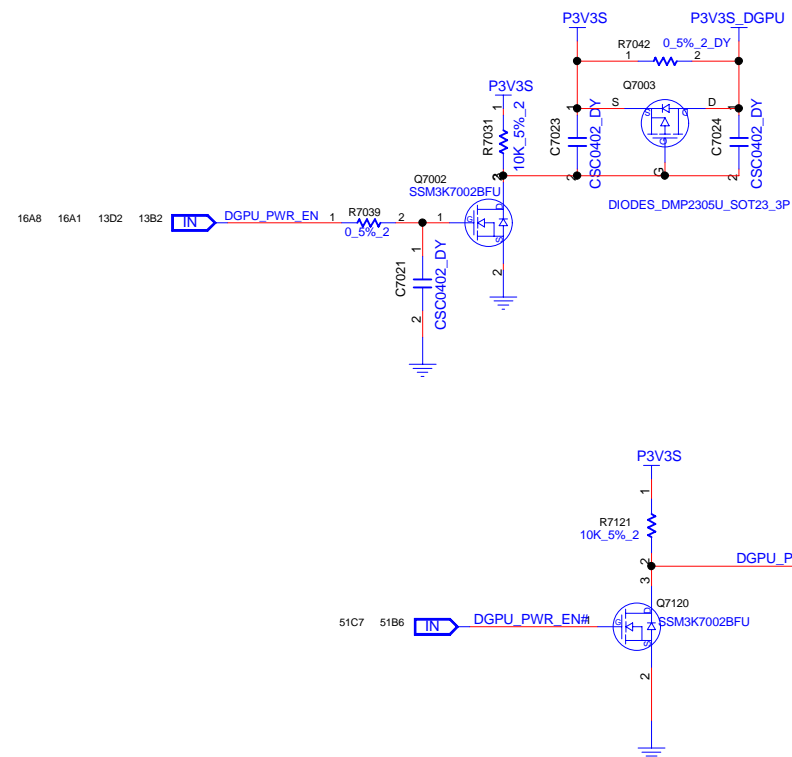 P3V3S
P3V3S_DGPU
R7042
0_5%_2_DY
1
2
Q7003
P3V3S
S
D
S
D
G
G
1
1
1
R7031
10K_5%_2
C7023
CSC0402_DY
C7024
CSC0402_DY
2
2
Q7002
3
SSM3K7002BFU
DIODES_DMP2305U_SOT23_3P
16A8
16A1
13D2
13B2
IN
DGPU_PWR_EN
1
R7039
2
0_5%_2
1
G
D
S
1
C7021
CSC0402_DY
2
2
P3V3S
1
R7121
10K_5%_2
2
DGPU_P
3
Q7120
51C7
51B6
IN
DGPU_PWR_EN#
1
G
D
S
SSM3K7002BFU
2